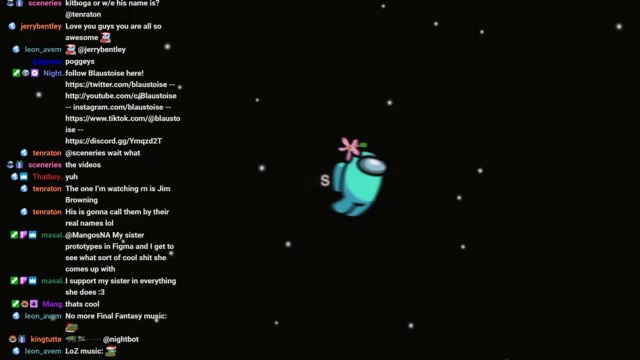 sceneries kitboga or w/e his name is?
@tenraton
jerrybentley Love you guys you are all so
awesome
leon_avem @jerrybentley
poggeys
Night.. follow Blaustoise here!
https://twitter.com/blaustoise --
http://youtube.com/c/Blaustoise
-- instagram.com/blaustoise --
https://www.tiktok.com/@blausto
ise --
https://discord.gg/Ymqzd2T
tenraton @sceneries wait what
sceneries the videos
Thatboy.. yuh
tenraton The one I'm watching rn is Jim
Browning
tenraton His is gonna call them by their
real names lol
masal.. @MangosNA My sister
prototypes in Figma and I get to
see what sort of cool shit she
comes up with
masal.. I support my sister in everything
she does :3
Mang.. thats cool
leon_avem No more Final Fantasy music:
kingtutte @nightbot
leon_avem LoZ music:
S